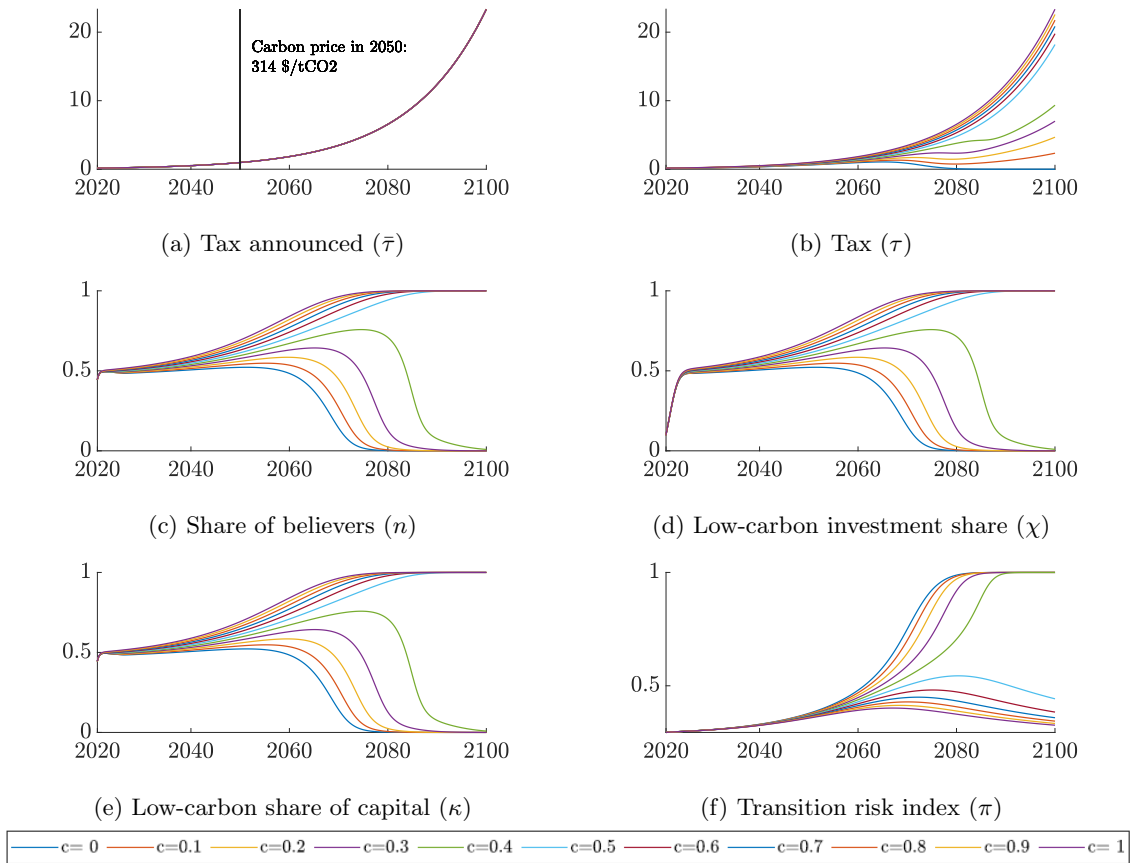 20
10
0
2020 2040 2060 2080 2100
Carbon price in 2050:
314 $/tCO2
(a) Tax announced (τ̄)
20
10
0
2020 2040 2060 2080 2100
(b) Tax (τ)
1
0.5
0
2020 2040 2060 2080 2100
(c) Share of believers (n)
1
0.5
0
2020 2040 2060 2080 2100
(d) Low-carbon investment share (χ)
1
0.5
0
2020 2040 2060 2080 2100
(e) Low-carbon share of capital (κ)
1
0.5
2020 2040 2060 2080 2100
(f) Transition risk index (π)
c= 0 c=0.1 c=0.2 c=0.3 c=0.4 c=0.5 c=0.6 c=0.7 c=0.8 c=0.9 c= 1